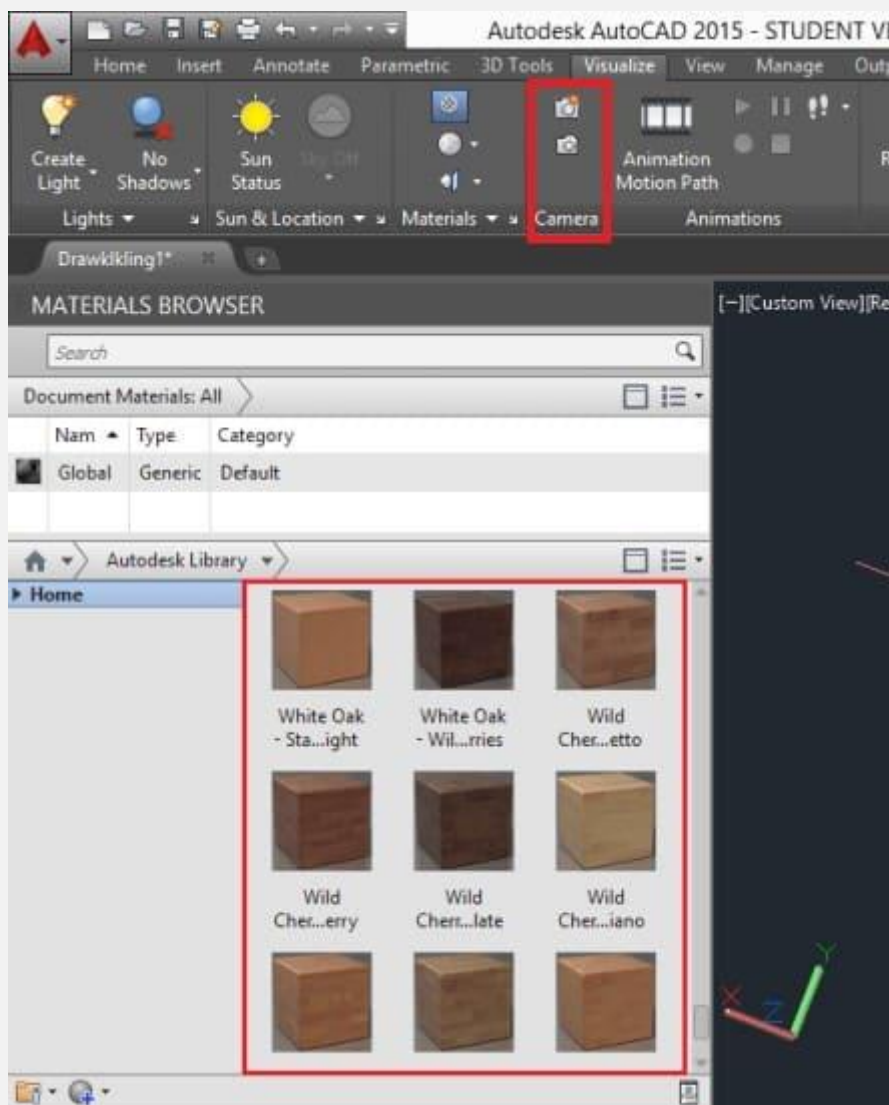 Autodesk AutoCAD 2015 - STUDENT VE
Home Insert Annotate Parametric 3D Tools Visualize View Manage Outp
Create Light
No Shadows
Sun Status
Sky Off
Animation Motion Path
R
Lights Sun & Location Materials Camera Animations
Drawklkling1*
MATERIALS BROWSER
[−][Custom View][Re
Search
Document Materials: All
Nam Type Category
Global Generic Default
Autodesk Library
Home
White Oak White Oak Wild
- Sta...ight - Wil...rries Cher...etto
Wild Wild Wild
Cher...erry Cherr...late Cher...iano
X Z Y